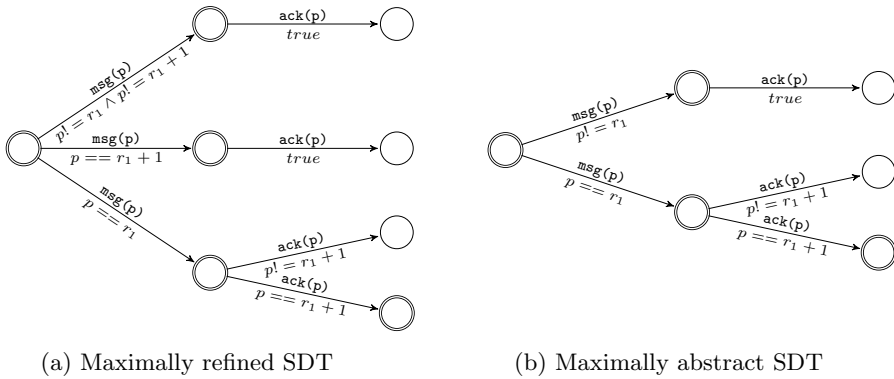 msg(p)
p! = r₁ ∧ p! = r₁ + 1
ack(p)
true
msg(p)
p == r₁ + 1
ack(p)
true
msg(p)
p == r₁
ack(p)
p! = r₁ + 1
ack(p)
p == r₁ + 1
(a) Maximally refined SDT
msg(p)
p! = r₁
ack(p)
true
msg(p)
p == r₁
ack(p)
p! = r₁ + 1
ack(p)
p == r₁ + 1
(b) Maximally abstract SDT